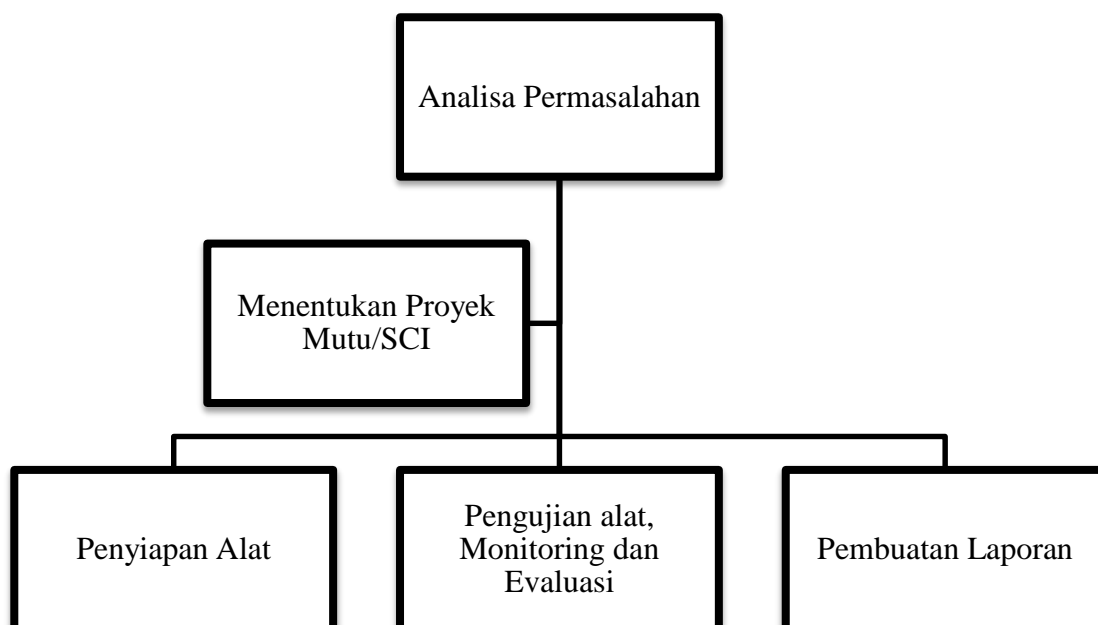 Analisa Permasalahan
Menentukan Proyek
Mutu/SCI
Penyiapan Alat
Pengujian alat,
Monitoring dan
Evaluasi
Pembuatan Laporan